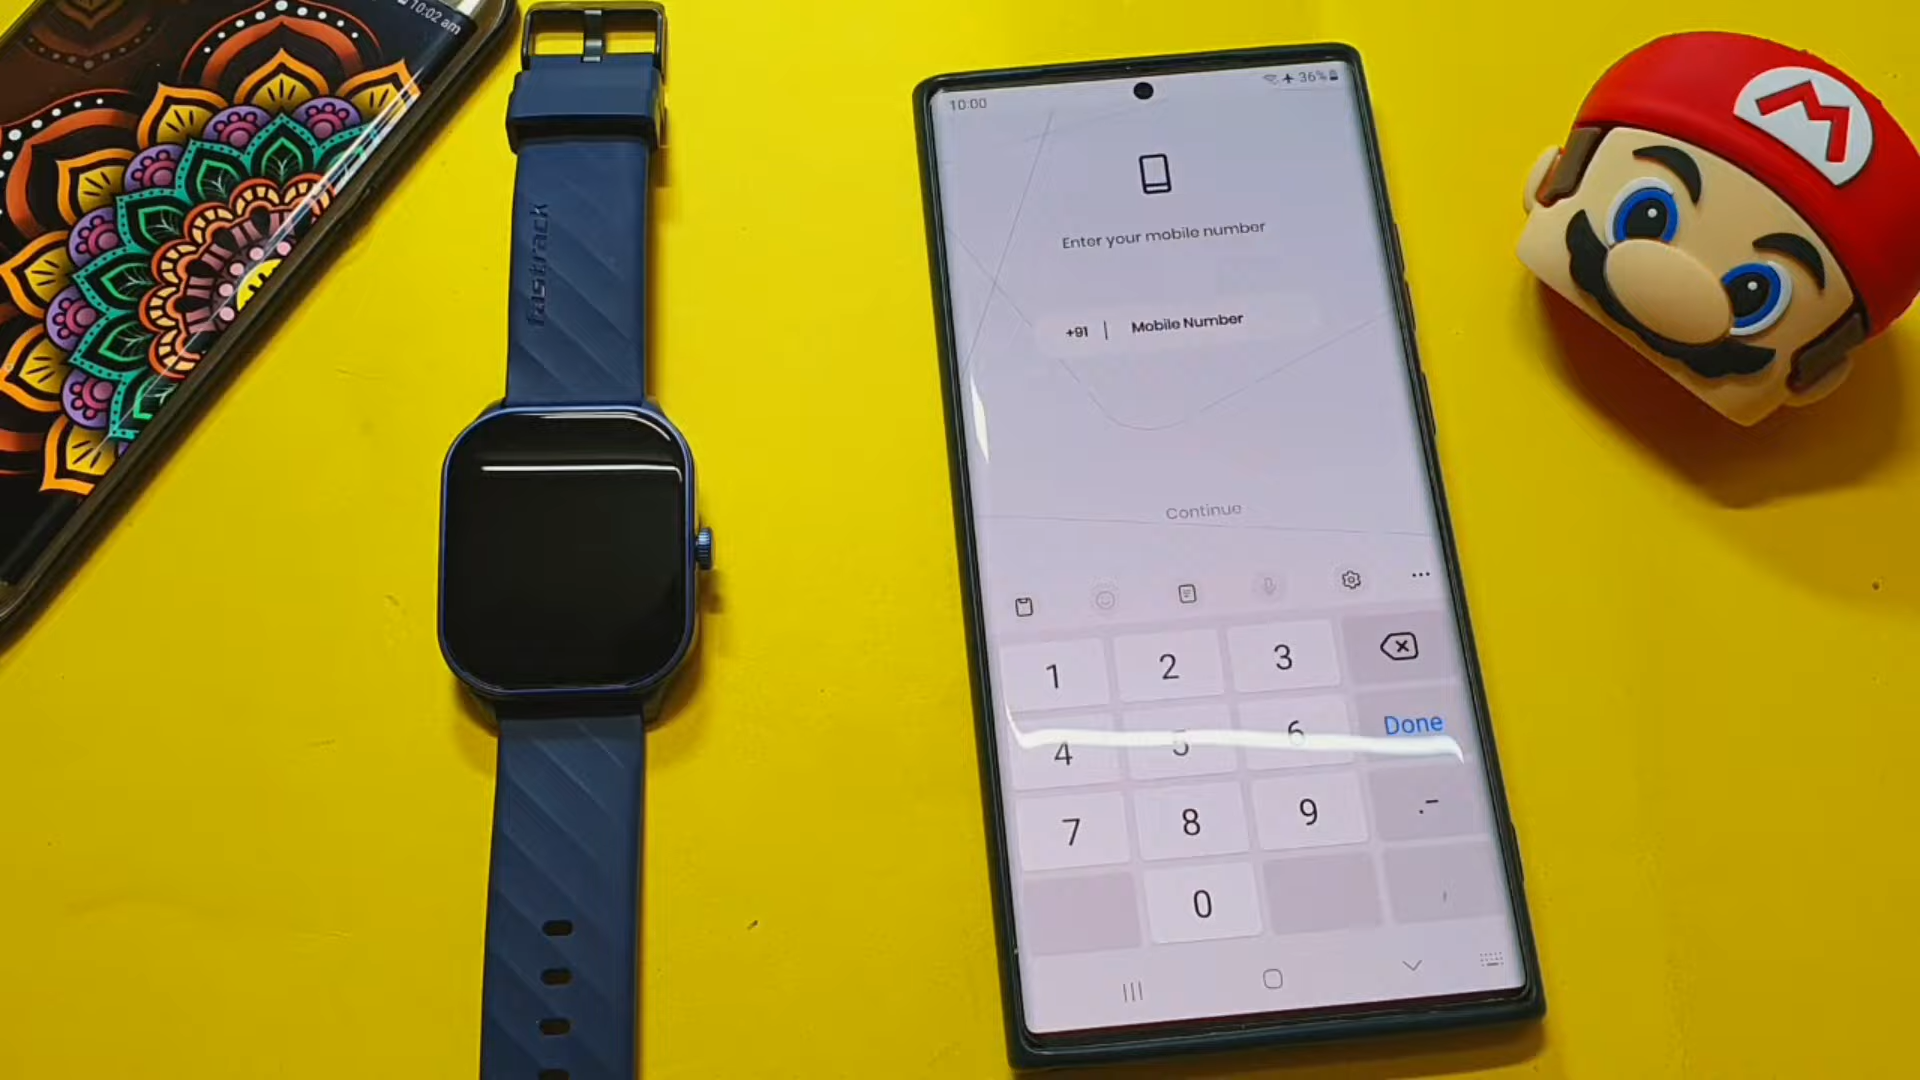 10:02 am
fastrack
10:00
36%
Enter your mobile number
+91 | Mobile Number
Continue
1 2 3
4 5 6 Done
7 8 9 .-
0 ,
M